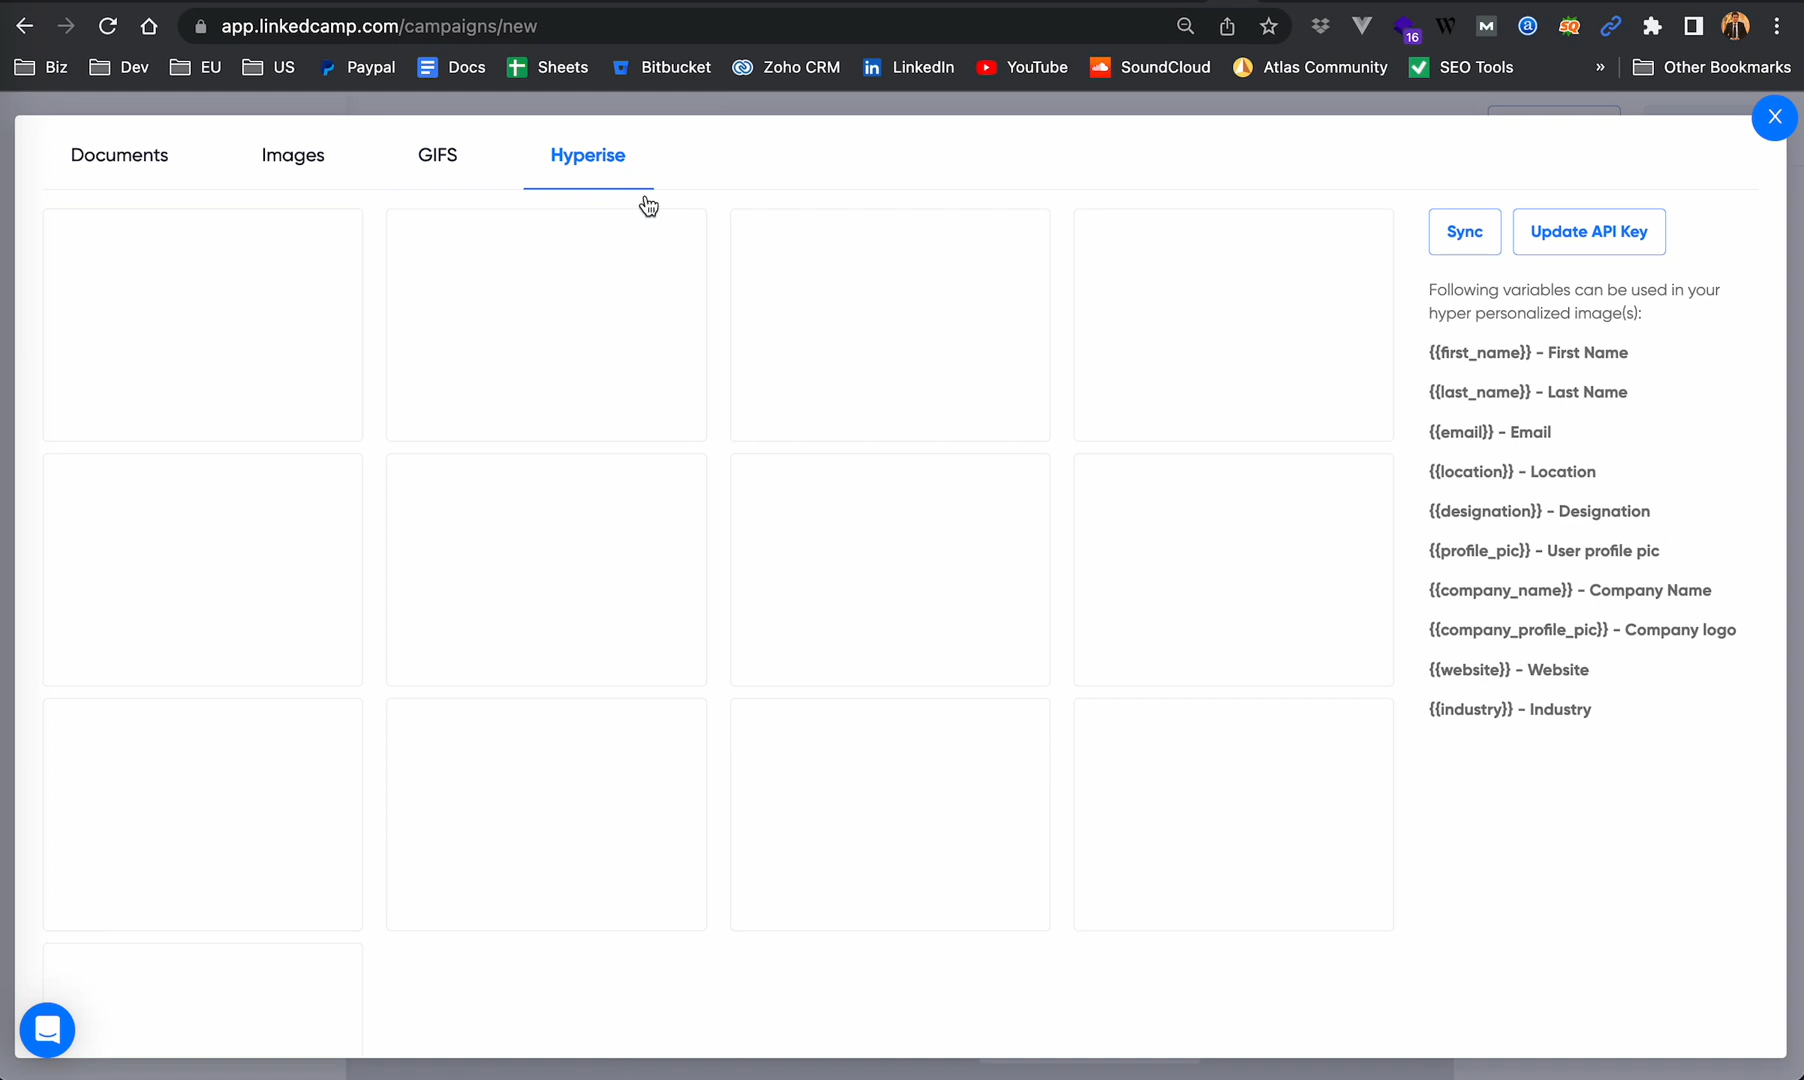 app.linkedcamp.com/campaigns/new
16
Biz Dev EU US Paypal Docs Sheets Bitbucket Zoho CRM LinkedIn YouTube SoundCloud Atlas Community SEO Tools » Other Bookmarks
Documents Images GIFS Hyperise
X
Sync Update API Key
Following variables can be used in your
hyper personalized image(s):
{{first_name}} - First Name
{{last_name}} - Last Name
{{email}} - Email
{{location}} - Location
{{designation}} - Designation
{{profile_pic}} - User profile pic
{{company_name}} - Company Name
{{company_profile_pic}} - Company logo
{{website}} - Website
{{industry}} - Industry